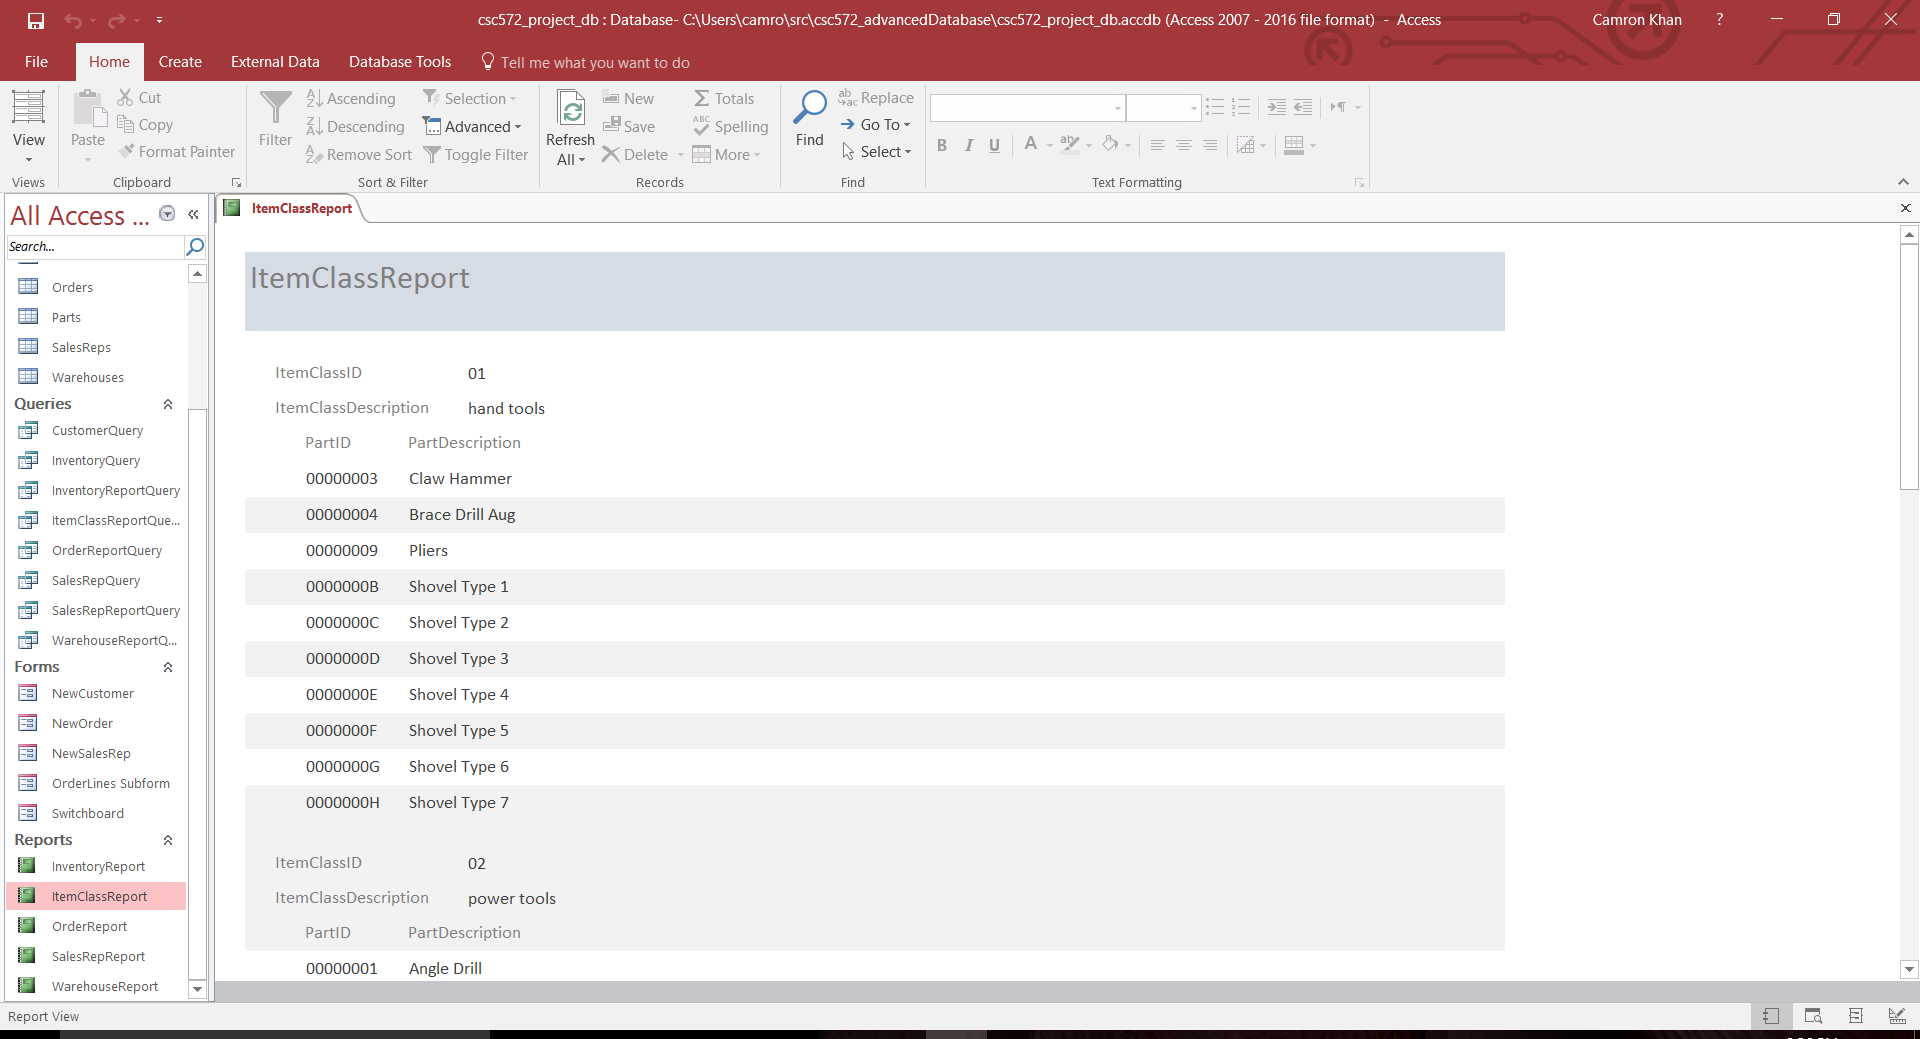 csc572_project_db : Database- C:\Users\camro\src\csc572_advancedDatabase\csc572_project_db.accdb (Access 2007 - 2016 file format) - Access
Camron Khan ?
File Home Create External Data Database Tools Tell me what you want to do
View
Views
Paste
Cut
Copy
Format Painter
Clipboard
Filter
Ascending
Descending
Remove Sort
Selection
Advanced
Toggle Filter
Sort & Filter
Refresh
All
New
Save
Delete
Totals
Spelling
More
Records
Find
Replace
Go To
Select
Find
B I U A
Text Formatting
All Access ...
Search...
Orders
Parts
SalesReps
Warehouses
Queries
CustomerQuery
InventoryQuery
InventoryReportQuery
ItemClassReportQue...
OrderReportQuery
SalesRepQuery
SalesRepReportQuery
WarehouseReportQ...
Forms
NewCustomer
NewOrder
NewSalesRep
OrderLines Subform
Switchboard
Reports
InventoryReport
ItemClassReport
OrderReport
SalesRepReport
WarehouseReport
ItemClassReport
ItemClassReport
ItemClassID 01
ItemClassDescription hand tools
PartID PartDescription
00000003 Claw Hammer
00000004 Brace Drill Aug
00000009 Pliers
0000000B Shovel Type 1
0000000C Shovel Type 2
0000000D Shovel Type 3
0000000E Shovel Type 4
0000000F Shovel Type 5
0000000G Shovel Type 6
0000000H Shovel Type 7
ItemClassID 02
ItemClassDescription power tools
PartID PartDescription
00000001 Angle Drill
Report View